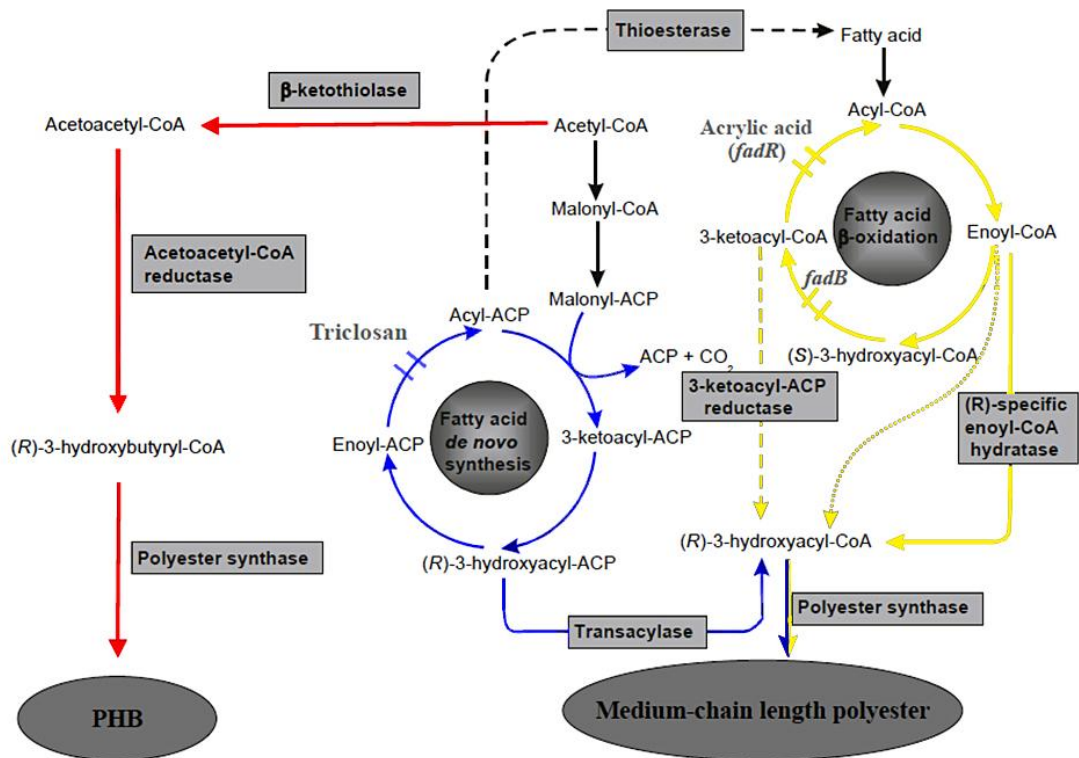 Thioesterase
Fatty acid
β-ketothiolase
Acetoacetyl-CoA
Acetyl-CoA
Acyl-CoA
Acrylic acid
(fadR)
Malonyl-CoA
3-ketoacyl-CoA
Fatty acid
β-oxidation
Enoyl-CoA
Acetoacetyl-CoA
reductase
fadB
Malonyl-ACP
Acyl-ACP
Triclosan
(S)-3-hydroxyacyl-CoA
ACP + CO2
3-ketoacyl-ACP
reductase
(R)-specific
enoyl-CoA
hydratase
(R)-3-hydroxybutyryl-CoA
Enoyl-ACP
Fatty acid
de novo
synthesis
3-ketoacyl-ACP
(R)-3-hydroxyacyl-CoA
Polyester synthase
(R)-3-hydroxyacyl-ACP
Polyester synthase
Transacylase
PHB
Medium-chain length polyester